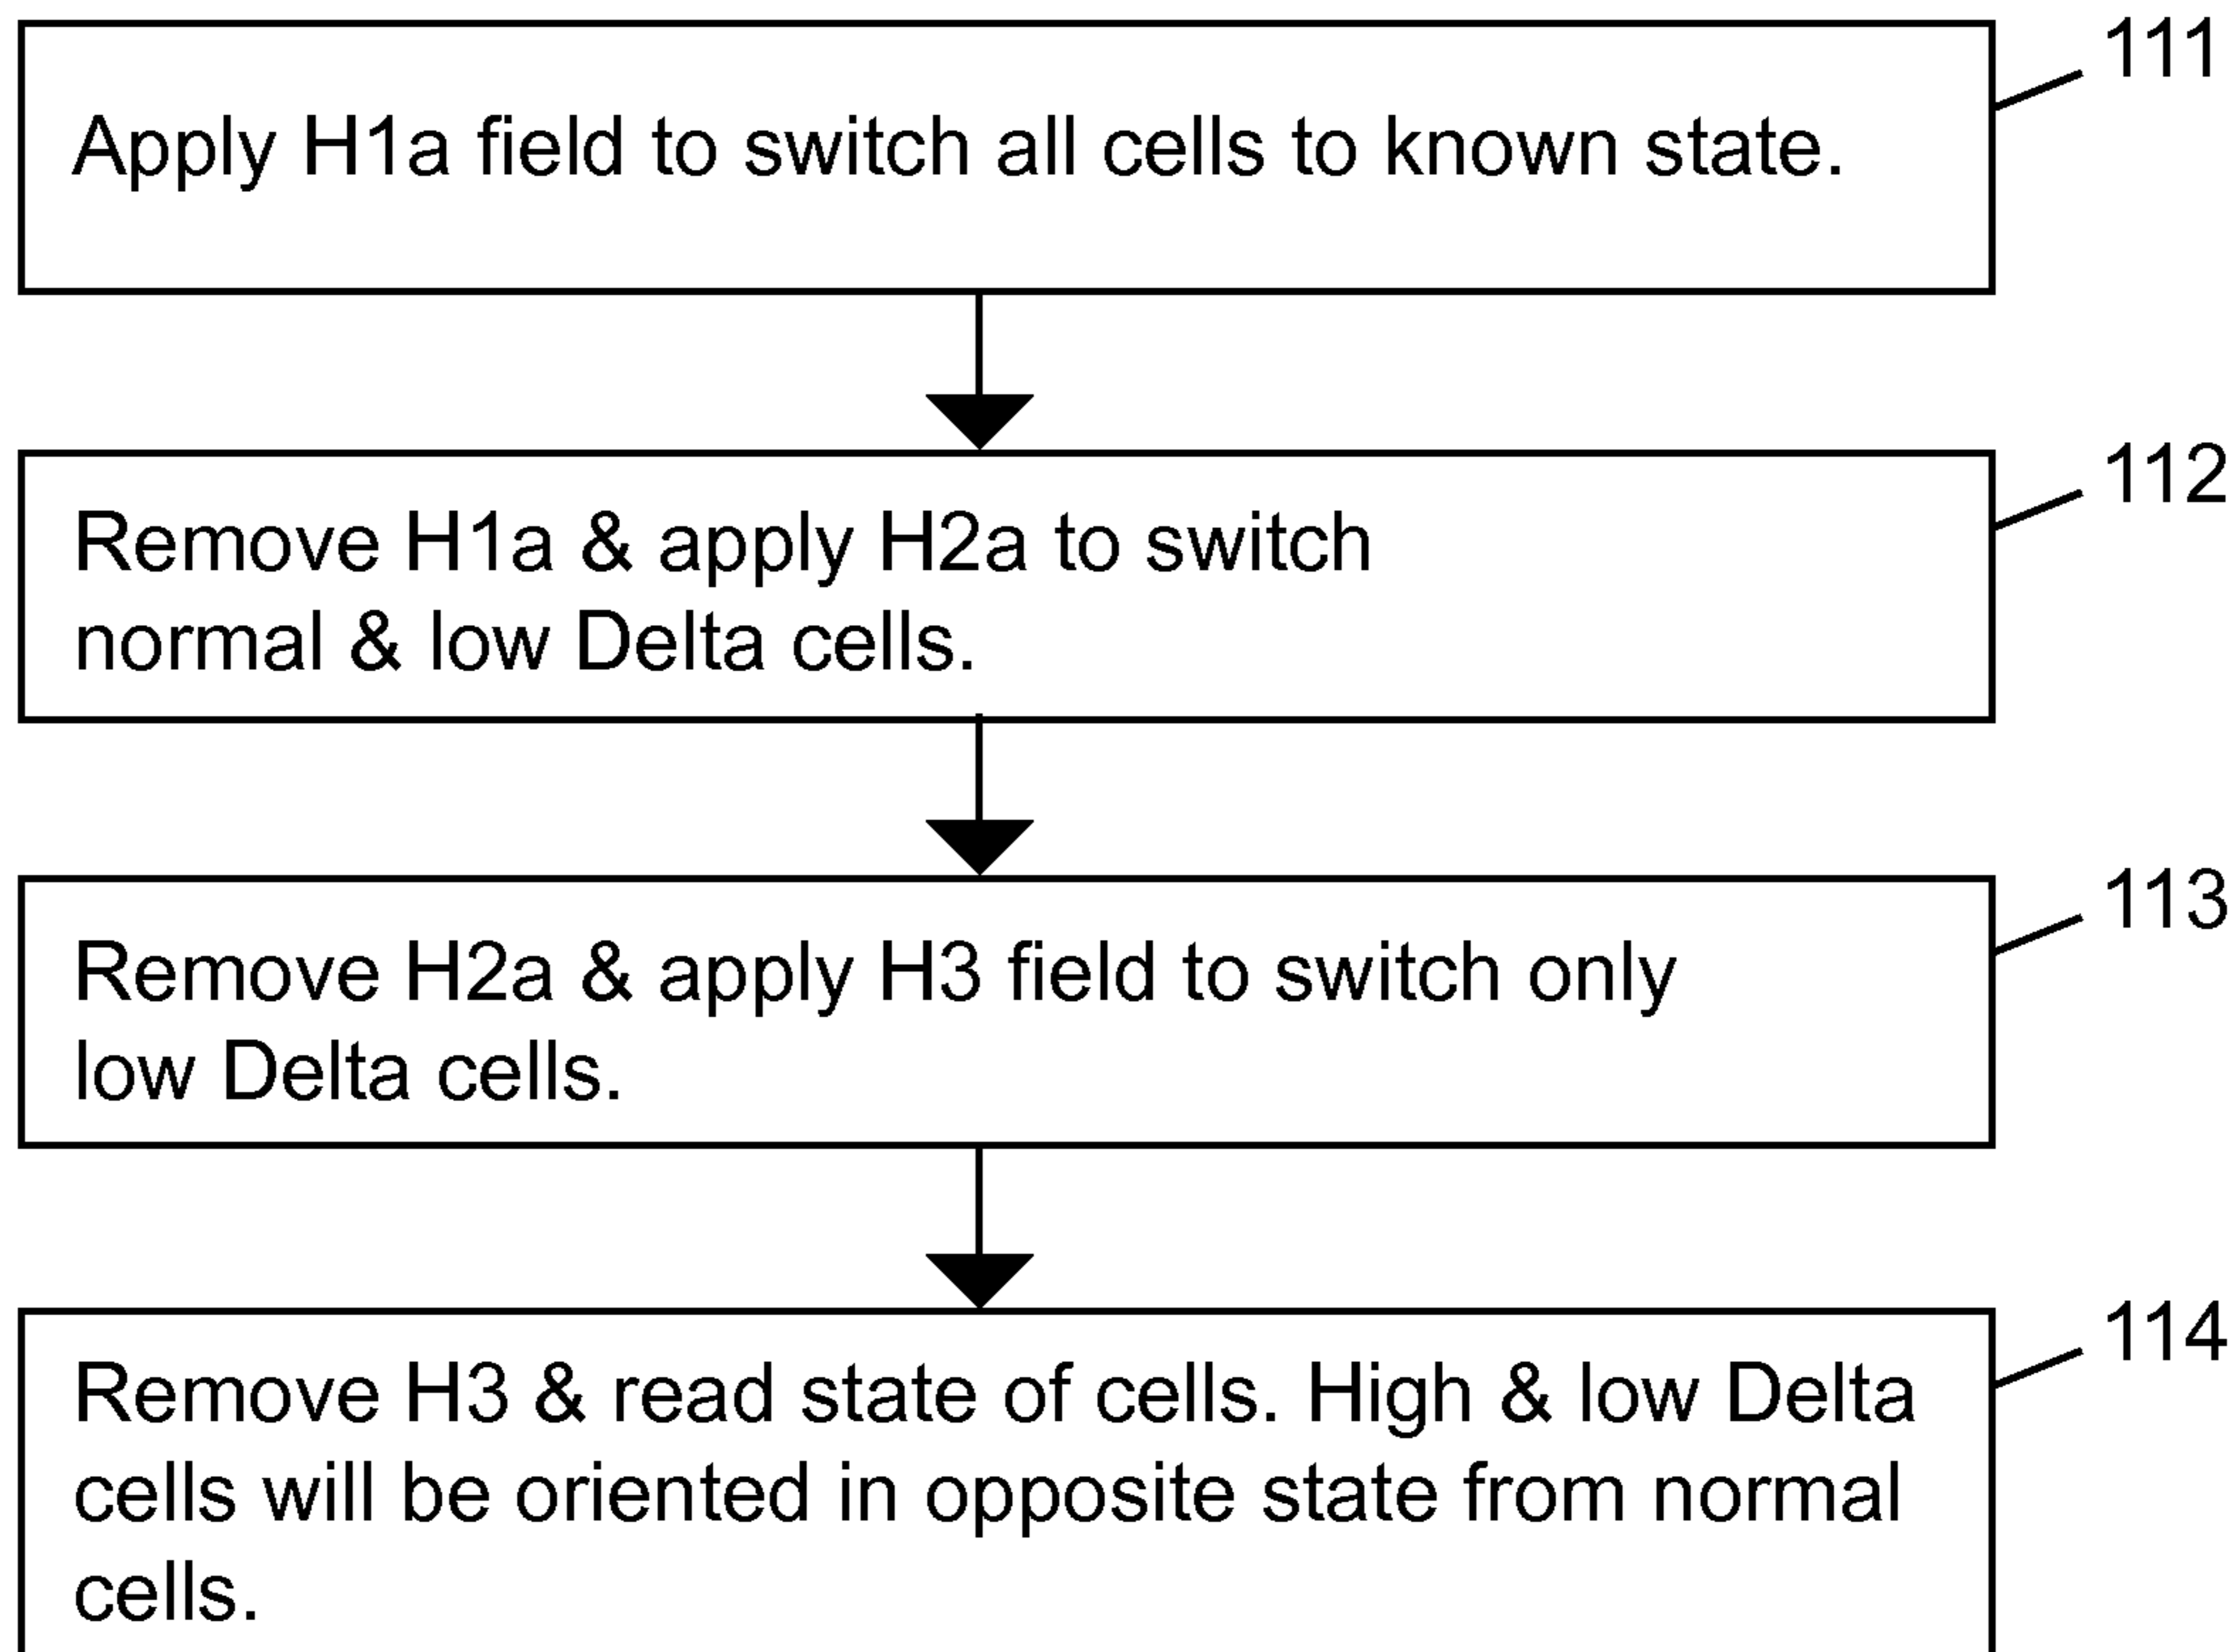 111
Apply H1a field to switch all cells to known state.
112
Remove H1a & apply H2a to switch
normal & low Delta cells.
113
Remove H2a & apply H3 field to switch only
low Delta cells.
114
Remove H3 & read state of cells. High & low Delta
cells will be oriented in opposite state from normal
cells.